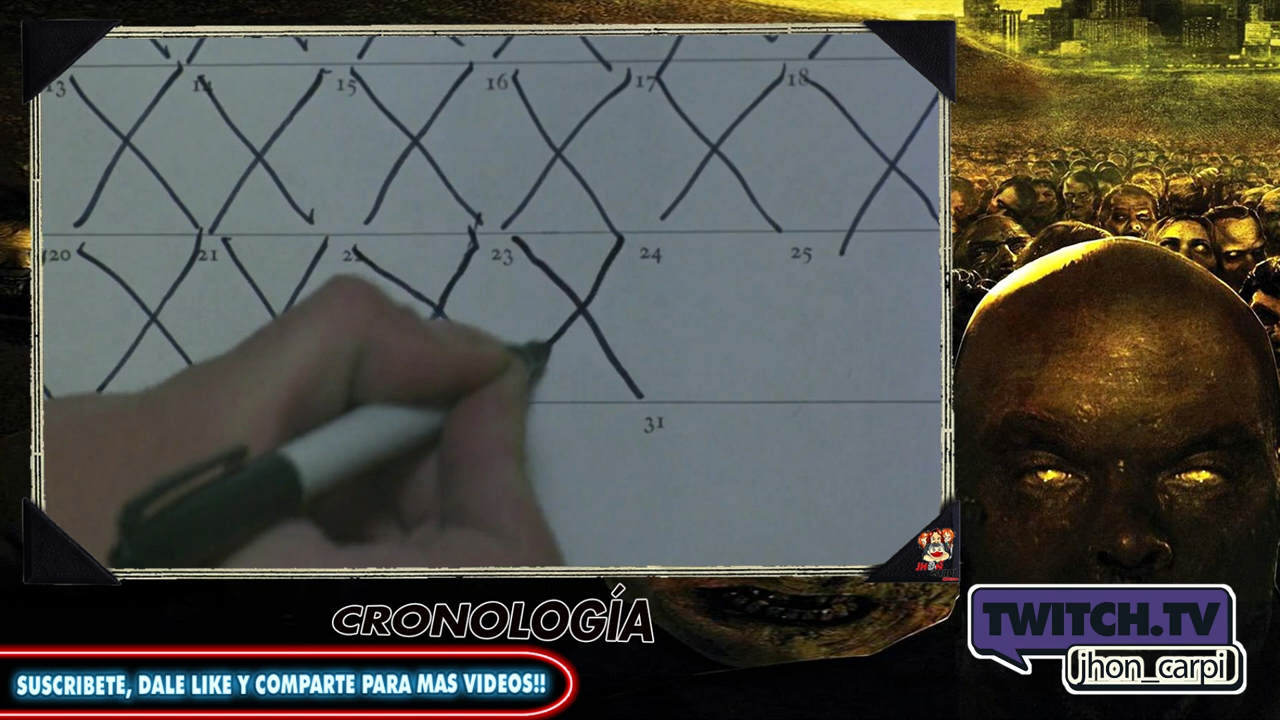 13 14 15 16 17 18
20 21 22 23 24 25
31
CRONOLOGÍA
SUSCRIBETE, DALE LIKE Y COMPARTE PARA MAS VIDEOS!!
TWITCH.TV
jhon_carpi